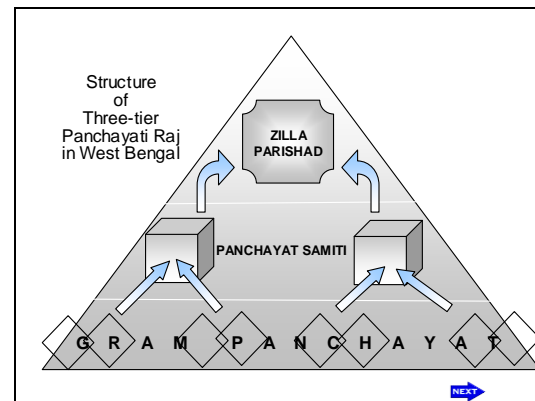 Structure
of
Three-tier
Panchayati Raj
in West Bengal
ZILLA
PARISHAD
PANCHAYAT SAMITI
G R A M P A N C H A Y A T
NEXT